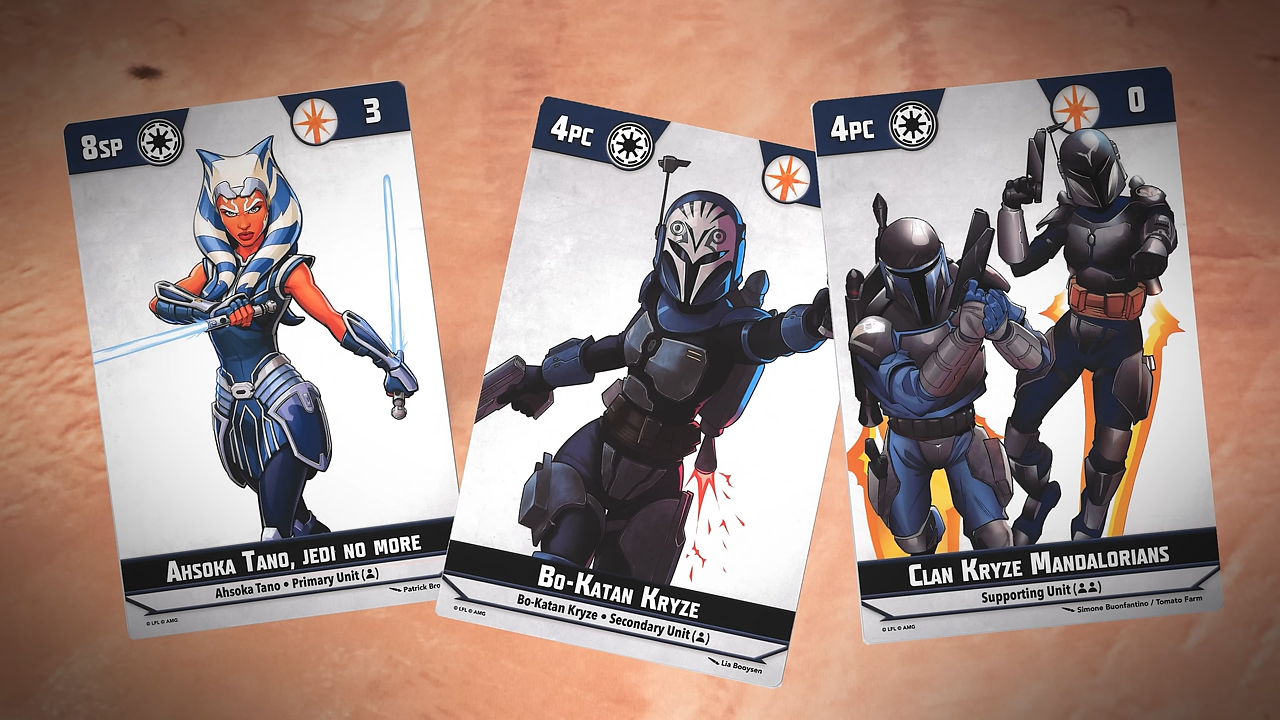 8SP
3
AHSOKA TANO, JEDI NO MORE
Ahsoka Tano • Primary Unit ( )
Patrick Bro
© LFL © AMG
4PC
BO-KATAN KRYZE
Bo-Katan Kryze • Secondary Unit ( )
© LFL © AMG
Lia Booysen
4PC
0
CLAN KRYZE MANDALORIANS
Supporting Unit ( )
Simone Buonfantino / Tomato Farm
© LFL © AMG